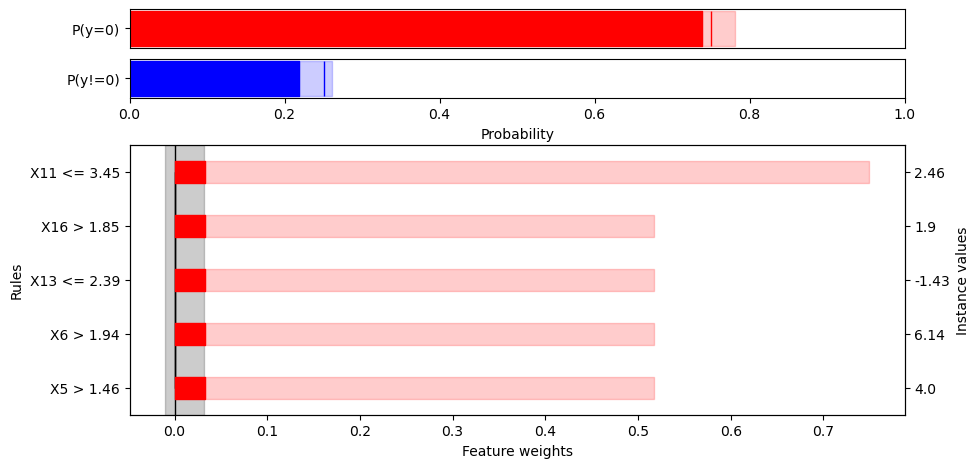 P(y=0)
P(y!=0)
0.0 0.2 0.4 0.6 0.8 1.0
Probability
X11 <= 3.45 2.46
X16 > 1.85 1.9
X13 <= 2.39 -1.43
X6 > 1.94 6.14
X5 > 1.46 4.0
Rules
Instance values
0.0 0.1 0.2 0.3 0.4 0.5 0.6 0.7
Feature weights